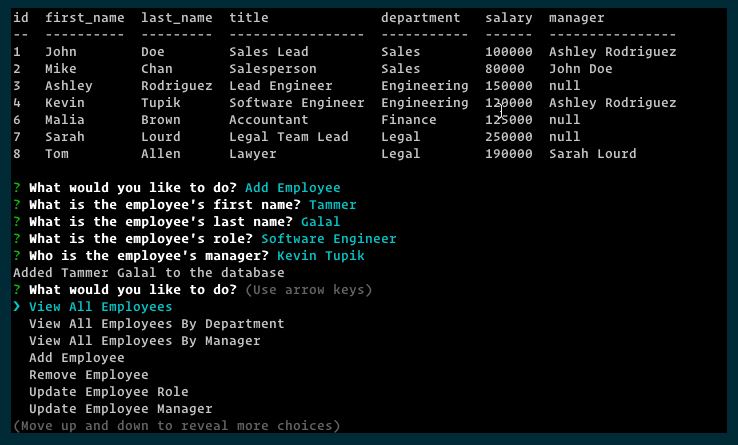 id  first_name  last_name  title              department   salary  manager
--  ----------  ---------  -----------------  -----------  ------  ----------------
1   John        Doe        Sales Lead         Sales        100000  Ashley Rodriguez
2   Mike        Chan       Salesperson        Sales        80000   John Doe
3   Ashley      Rodriguez  Lead Engineer      Engineering  150000  null
4   Kevin       Tupik      Software Engineer  Engineering  120000  Ashley Rodriguez
6   Malia       Brown      Accountant         Finance      125000  null
7   Sarah       Lourd      Legal Team Lead    Legal        250000  null
8   Tom         Allen      Lawyer             Legal        190000  Sarah Lourd
? What would you like to do? Add Employee
? What is the employee's first name? Tammer
? What is the employee's last name? Galal
? What is the employee's role? Software Engineer
? Who is the employee's manager? Kevin Tupik
Added Tammer Galal to the database
? What would you like to do? (Use arrow keys)
❯ View All Employees
  View All Employees By Department
  View All Employees By Manager
  Add Employee
  Remove Employee
  Update Employee Role
  Update Employee Manager
(Move up and down to reveal more choices)